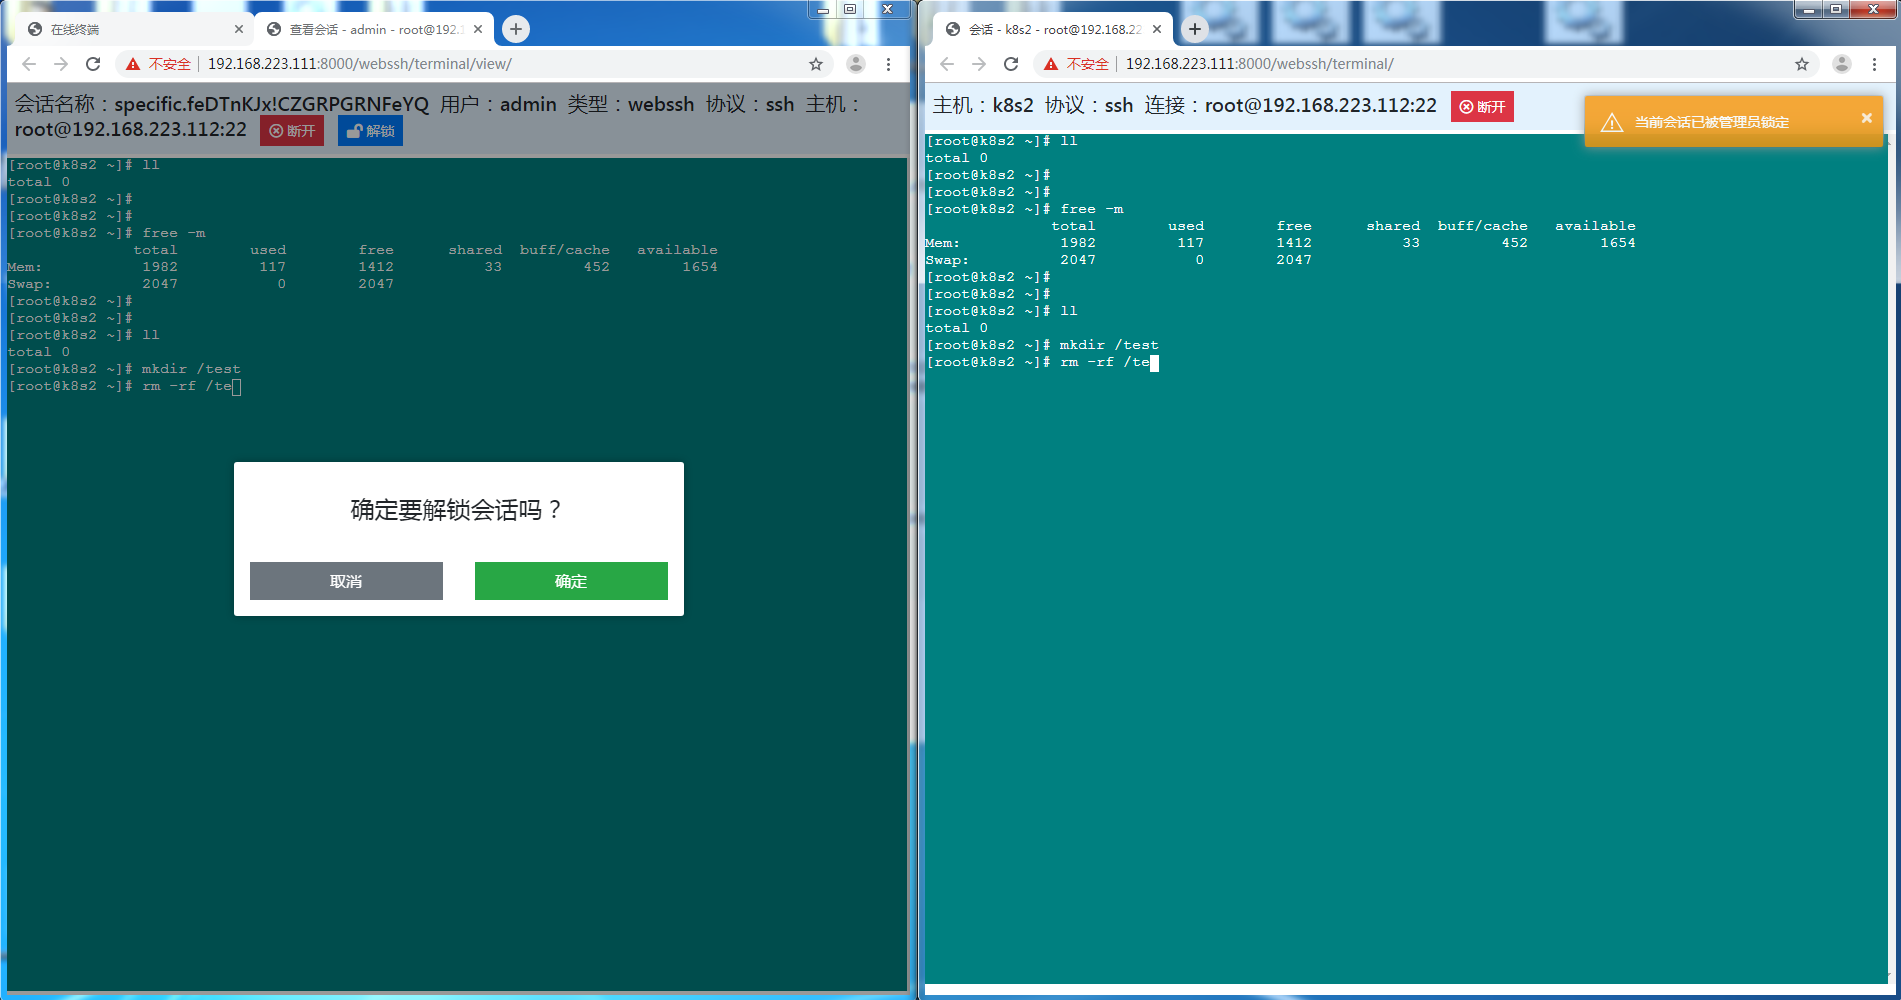 在线终端
查看会话 - admin - root@192.1
不安全 192.168.223.111:8000/webssh/terminal/view/
会话名称：specific.feDTnKJx!CZGRPGRNFeYQ 用户：admin 类型：webssh 协议：ssh 主机：
root@192.168.223.112:22 断开 解锁
[root@k8s2 ~]# ll
total 0
[root@k8s2 ~]#
[root@k8s2 ~]#
[root@k8s2 ~]# free -m
total used free shared buff/cache available
Mem: 1982 117 1412 33 452 1654
Swap: 2047 0 2047
[root@k8s2 ~]#
[root@k8s2 ~]#
[root@k8s2 ~]# ll
total 0
[root@k8s2 ~]# mkdir /test
[root@k8s2 ~]# rm -rf /te
确定要解锁会话吗？
取消
确定
会话 - k8s2 - root@192.168.22
不安全 192.168.223.111:8000/webssh/terminal/
主机：k8s2 协议：ssh 连接：root@192.168.223.112:22 断开
当前会话已被管理员锁定
[root@k8s2 ~]# ll
total 0
[root@k8s2 ~]#
[root@k8s2 ~]#
[root@k8s2 ~]# free -m
total used free shared buff/cache available
Mem: 1982 117 1412 33 452 1654
Swap: 2047 0 2047
[root@k8s2 ~]#
[root@k8s2 ~]#
[root@k8s2 ~]# ll
total 0
[root@k8s2 ~]# mkdir /test
[root@k8s2 ~]# rm -rf /te